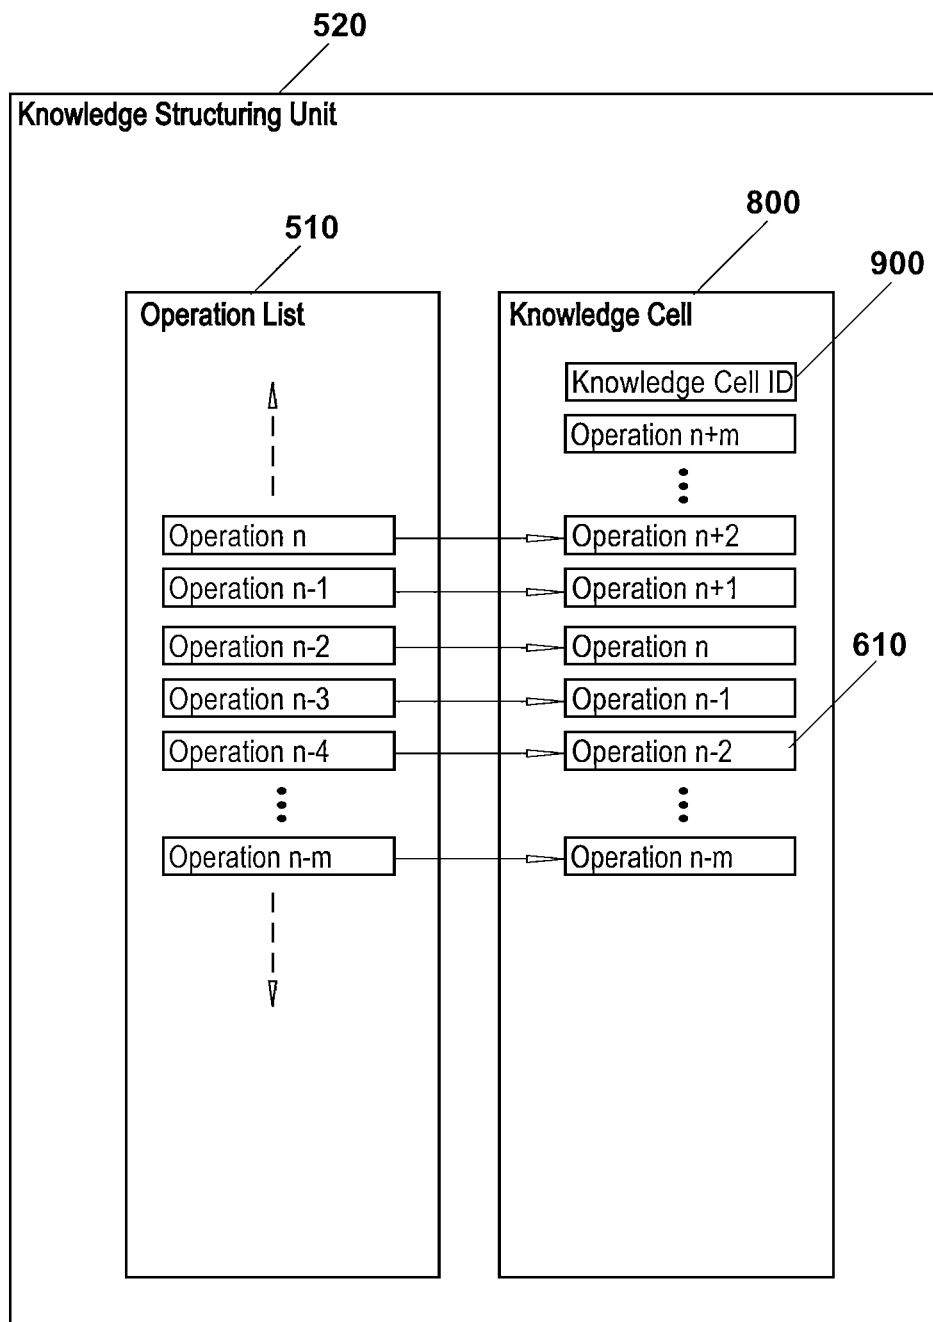 520
Knowledge Structuring Unit
800
510
900
Operation List
Knowledge Cell
Knowledge Cell ID
Operation n+m
Operation n
Operation n+2
Operation n-1
Operation n+1
Operation n-2
Operation n
610
Operation n-3
Operation n-1
Operation n-4
Operation n-2
Operation n-m
Operation n-m